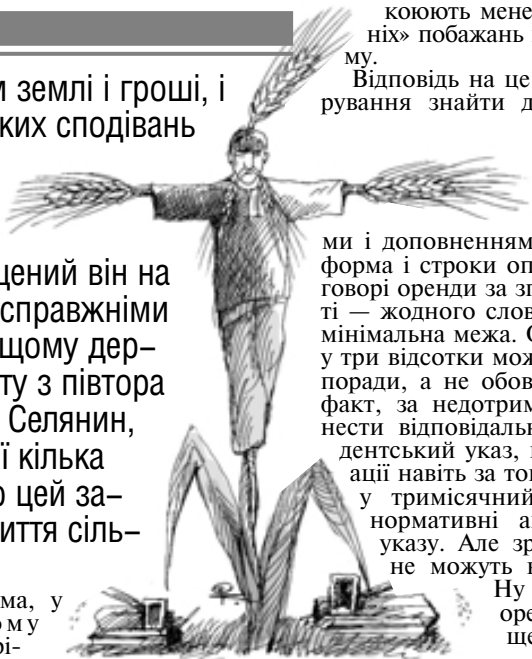 м землі і гроші, і
ких сподівань
щений він на
справжніми
щому дер–
ту з півтора
Селянин,
ї кілька
о цей за–
иття сіль–
ма, у
ому
рі-
коюють мене
ніх» побажань
му.
Відповідь на це
рування знайти д
ми і доповненням
форма і строки оп
говорі оренди за зг
ті — жодного слов
мінімальна межа. С
у три відсотки мож
поради, а не обов
факт, за недотрим
нести відповідальн
дентський указ,
ації навіть за тог
у тримісячний
нормативні а
указу. Але зр
не можуть н
Ну
оре
ще